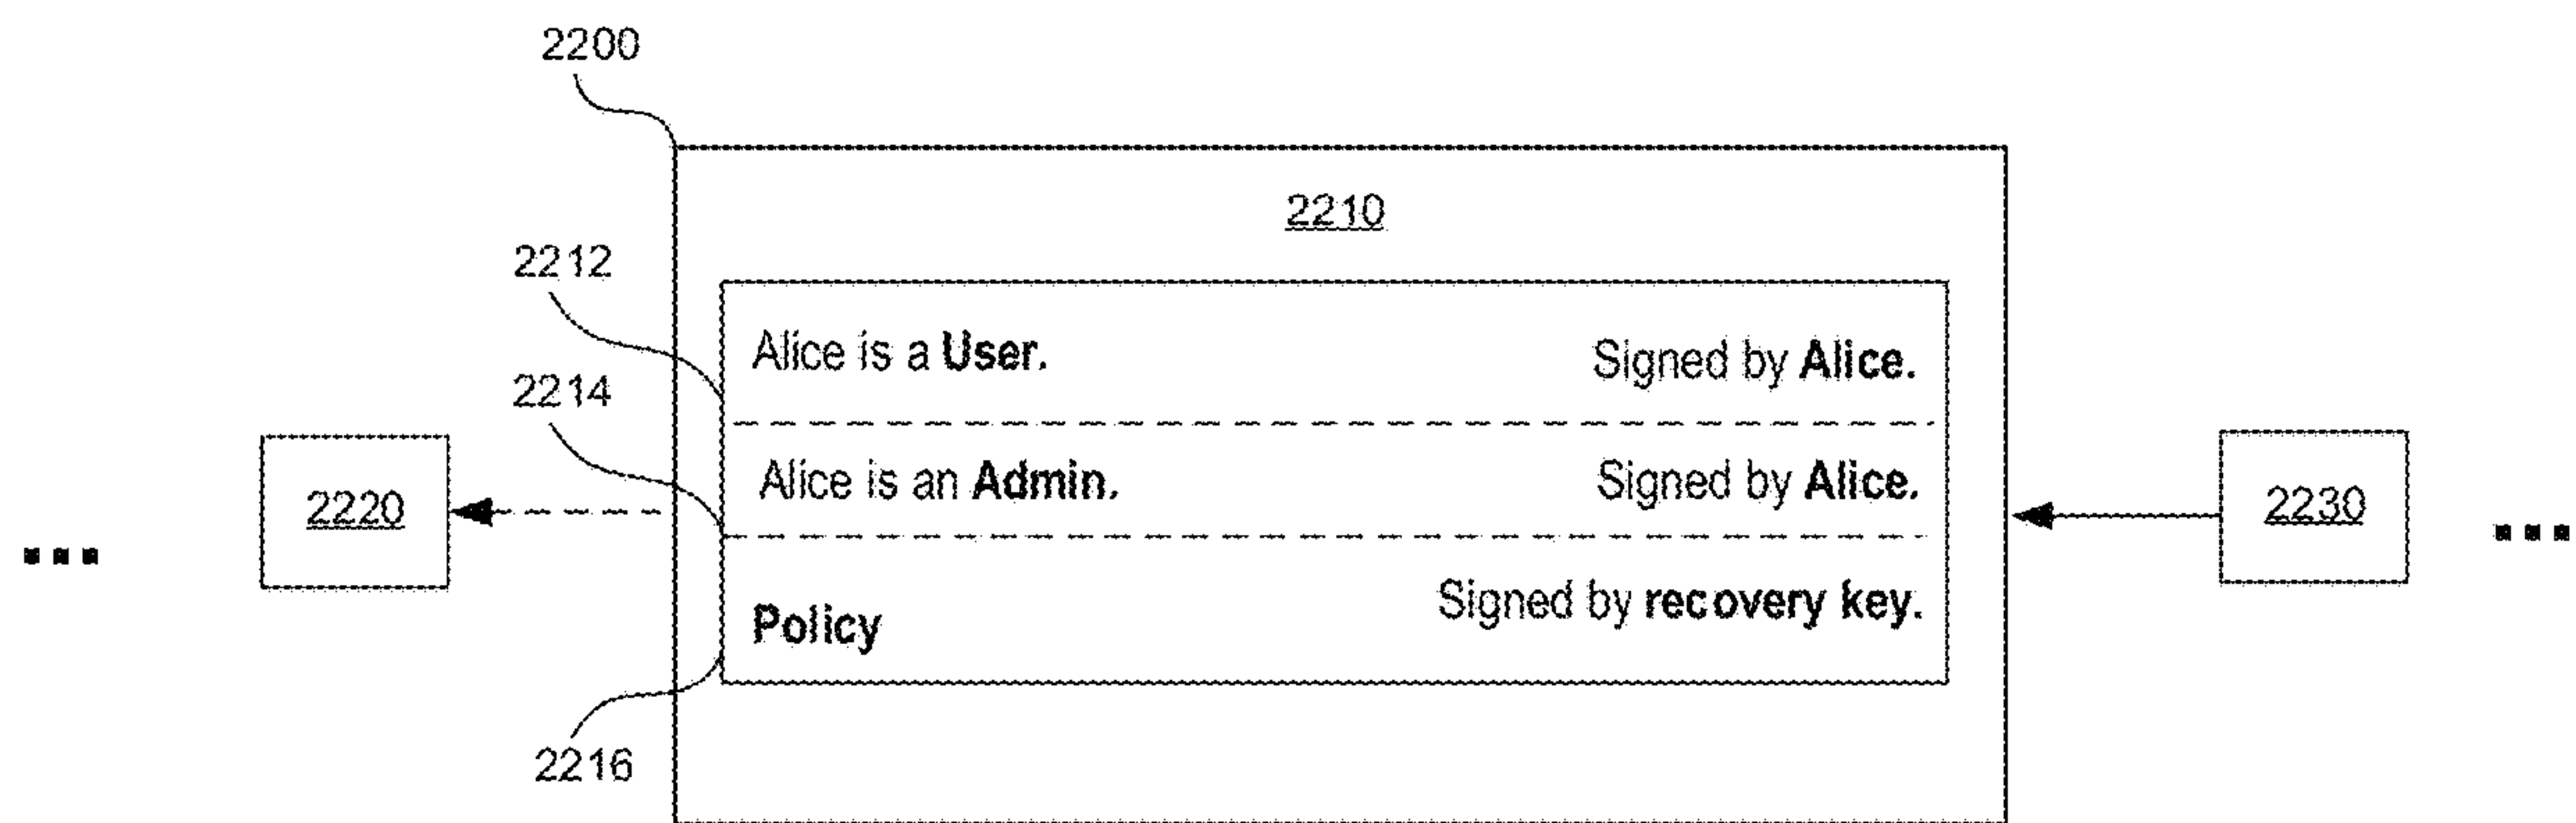 2200
2210
2212
Alice is a User. Signed by Alice.
2214
Alice is an Admin. Signed by Alice.
2220
2230
... ...
Policy Signed by recovery key.
2216